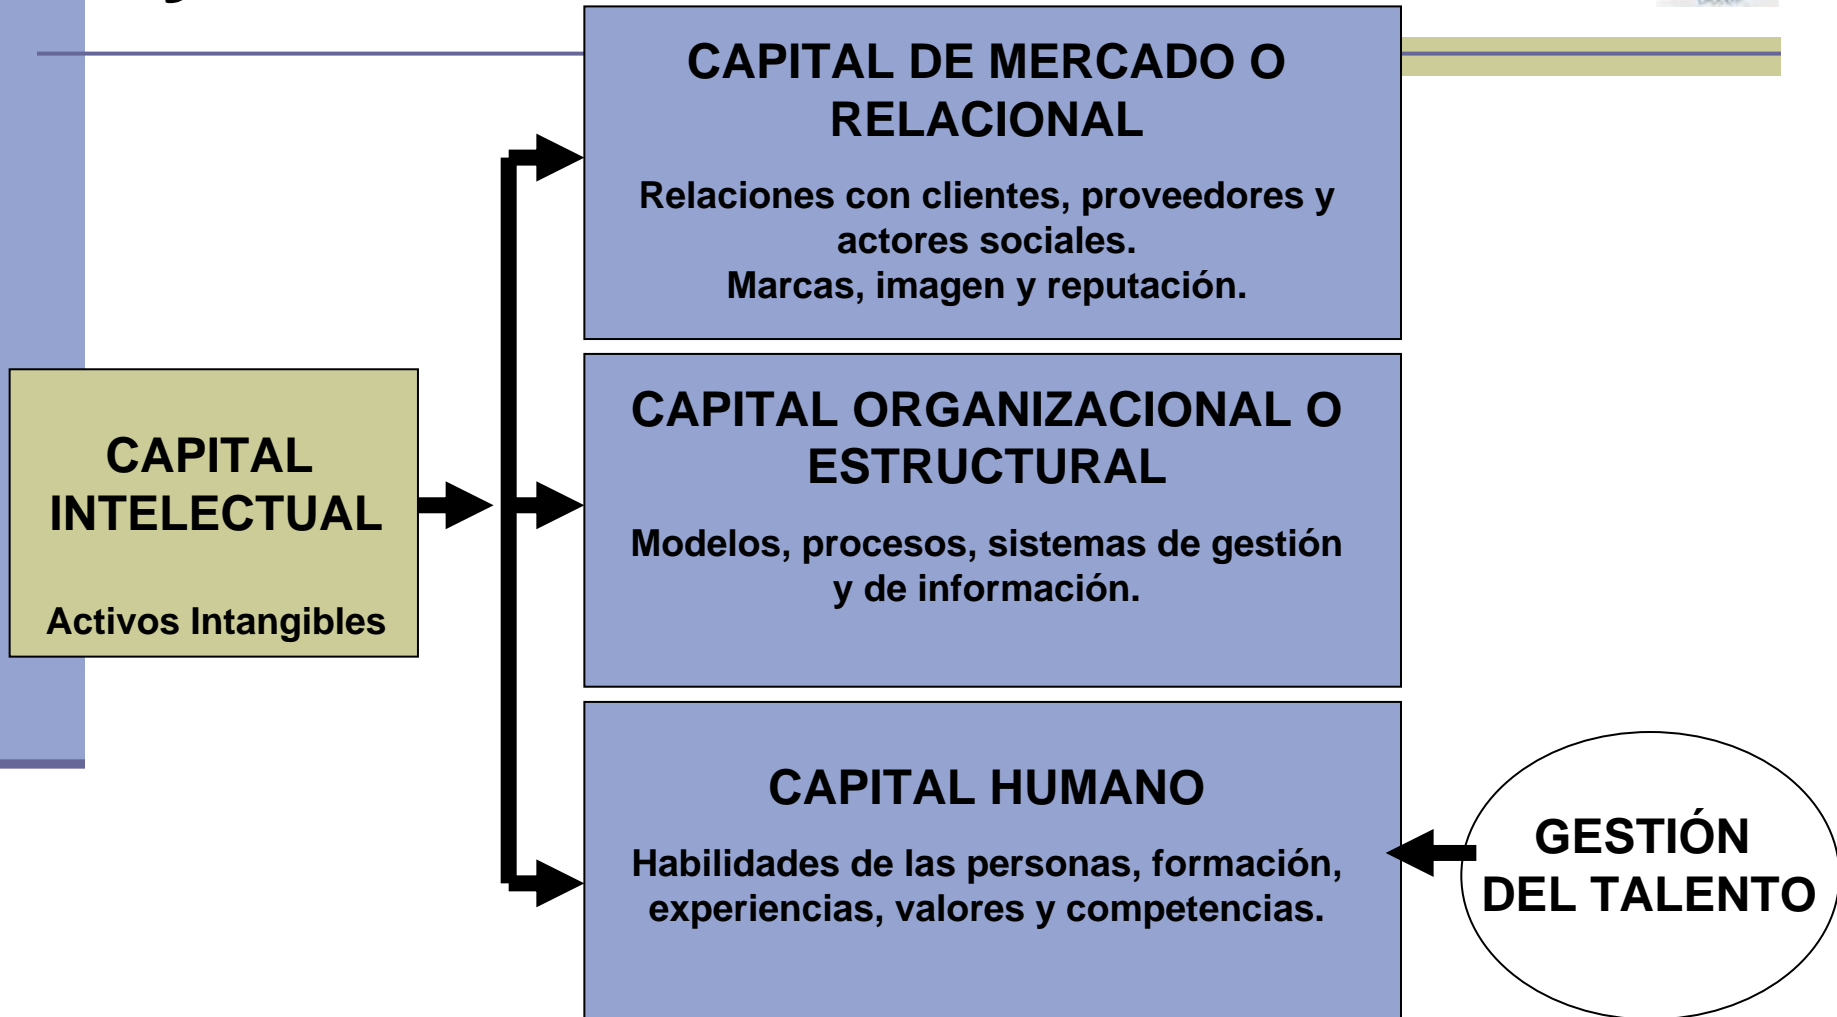 CAPITAL DE MERCADO O
RELACIONAL
Relaciones con clientes, proveedores y
actores sociales.
Marcas, imagen y reputación.
CAPITAL
INTELECTUAL
Activos Intangibles
CAPITAL ORGANIZACIONAL O
ESTRUCTURAL
Modelos, procesos, sistemas de gestión
y de información.
CAPITAL HUMANO
Habilidades de las personas, formación,
experiencias, valores y competencias.
GESTIÓN
DEL TALENTO